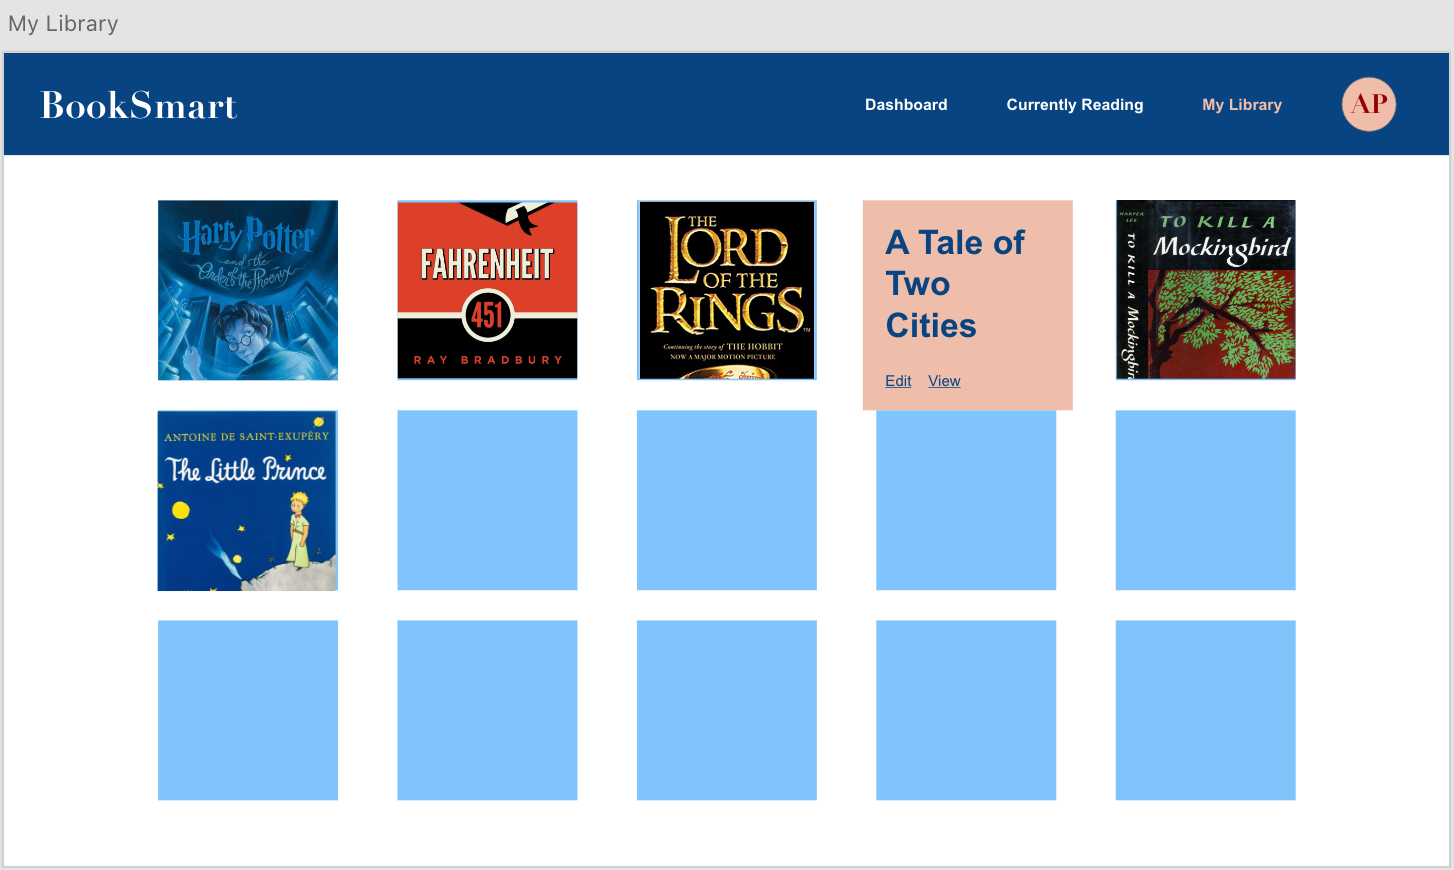 My Library
BookSmart
Dashboard Currently Reading My Library AP
Harry Potter
and the
Order of the Phoenix
FAHRENHEIT
451
RAY BRADBURY
THE
LORD
OF THE
RINGS
TM
Continuing the story of THE HOBBIT
NOW A MAJOR MOTION PICTURE
A Tale of
Two
Cities
Edit View
HARPER
LEE
TO KILL A Mockingbir
TO KILL A
Mockingbird
ANTOINE DE SAINT-EXUPÉRY
The Little Prince